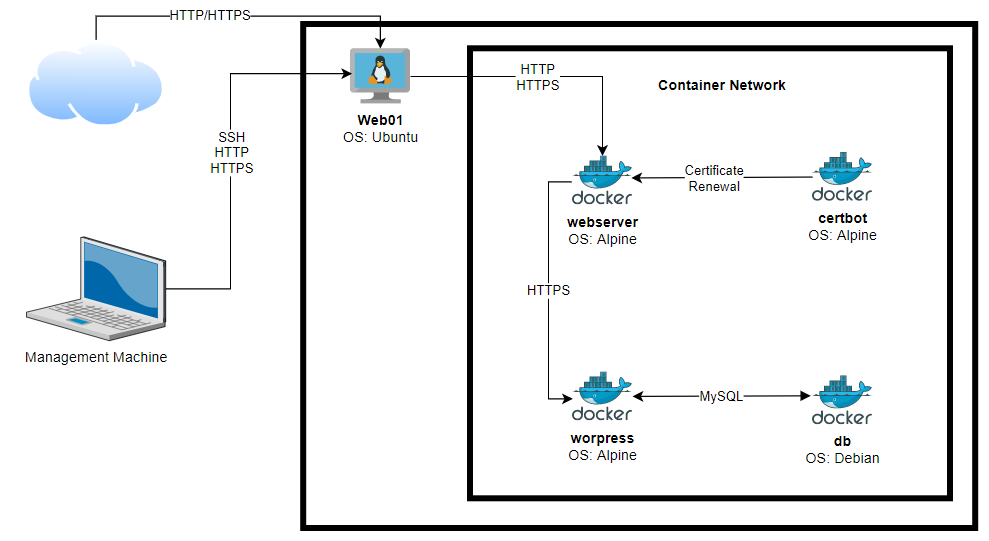 HTTP/HTTPS
Web01
OS: Ubuntu
SSH
HTTP
HTTPS
Management Machine
HTTP
HTTPS
Container Network
docker
webserver
OS: Alpine
Certificate
Renewal
docker
certbot
OS: Alpine
HTTPS
docker
worpress
OS: Alpine
MySQL
docker
db
OS: Debian